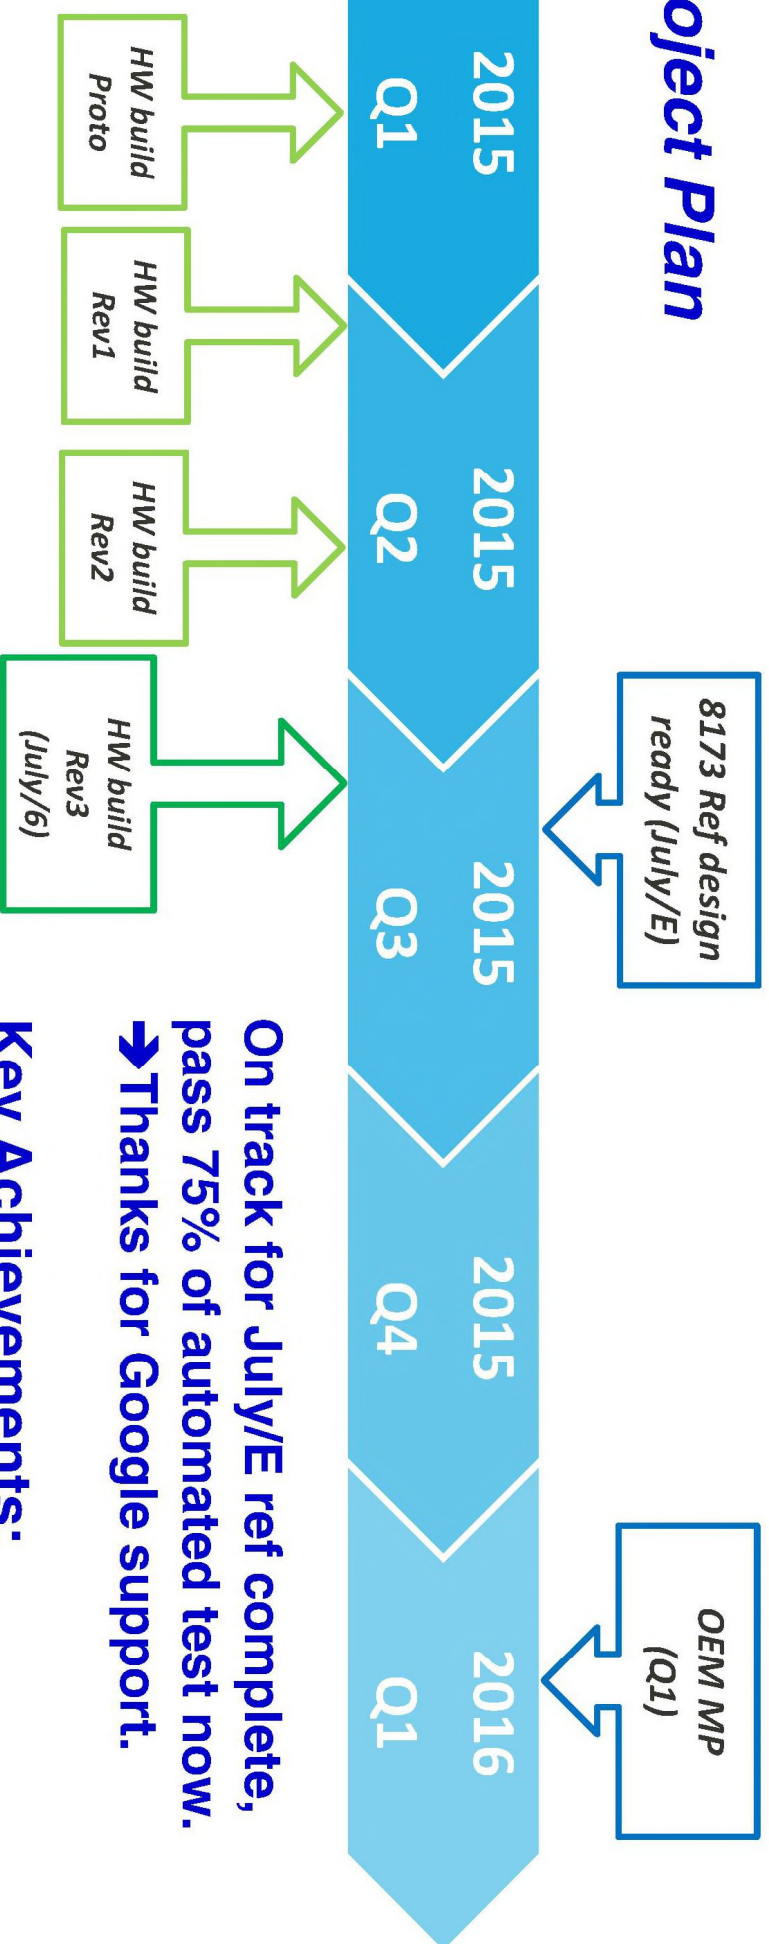 oject Plan
8173 Ref design
ready (July/E)
OEM MP
(Q1)
2015
Q1
2015
Q2
2015
Q3
2015
Q4
2016
Q1
HW build
Proto
HW build
Rev1
HW build
Rev2
HW build
Rev3
(July/6)
On track for July/E ref complete,
pass 75% of automated test now.
➔Thanks for Google support.
Key Achievements: